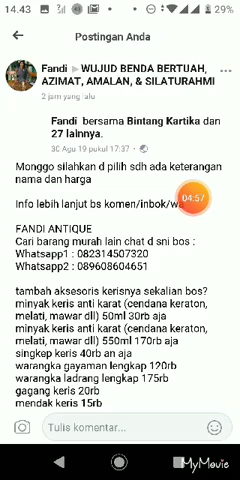 14.43
29%
Postingan Anda
Fandi ▸ WUJUD BENDA BERTUAH,
AZIMAT, AMALAN, & SILATURAHMI
2 jam yang lalu
Fandi bersama Bintang Kartika dan
27 lainnya.
30 Agu 19 pukul 17:37 •
Monggo silahkan d pilih sdh ada keterangan
nama dan harga
Info lebih lanjut bs komen/inbok/wa
04:57
FANDI ANTIQUE
Cari barang murah lain chat d sni bos :
Whatsapp1 : 082314507320
Whatsapp2 : 089608604651
tambah aksesoris kerisnya sekalian bos?
minyak keris anti karat (cendana keraton,
melati, mawar dll) 50ml 30rb aja
minyak keris anti karat (cendana keraton,
melati, mawar dll) 550ml 170rb aja
singkep keris 40rb an aja
warangka gayaman lengkap 120rb
warangka ladrang lengkap 175rb
gagang keris 20rb
mendak keris 15rb
Tulis komentar...
MyMovie